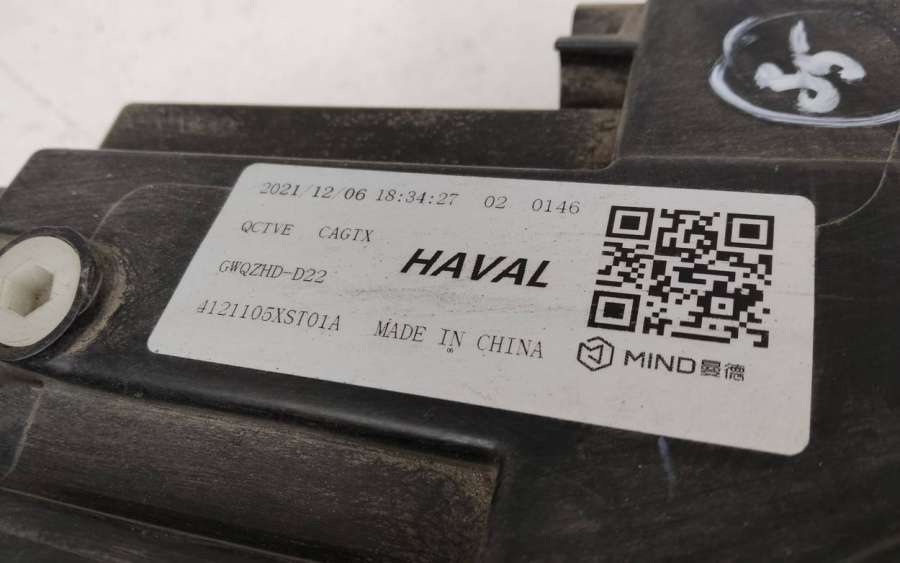 2021/12/06 18:34:27 02 0146
QCTVE CAGTX
GWQZHD-D22
HAVAL
4121105XST01A MADE IN CHINA
MIND曼德